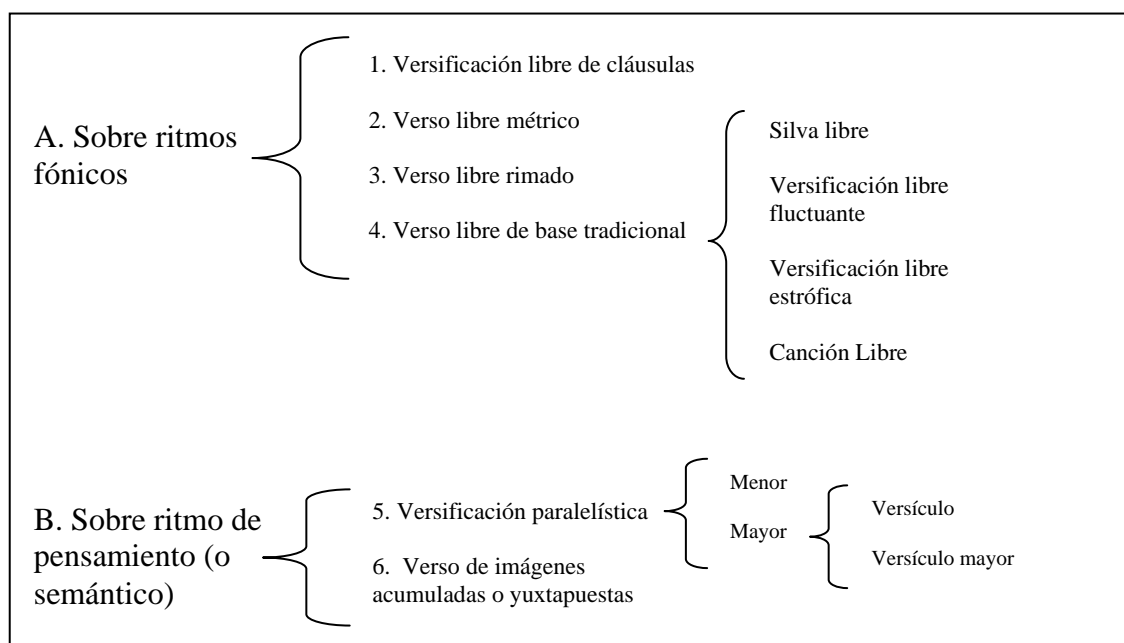 A. Sobre ritmos
fónicos
1. Versificación libre de cláusulas
2. Verso libre métrico
3. Verso libre rimado
4. Verso libre de base tradicional
Silva libre
Versificación libre
fluctuante
Versificación libre
estrófica
Canción Libre
B. Sobre ritmo de
pensamiento (o
semántico)
5. Versificación paralelística
6. Verso de imágenes
acumuladas o yuxtapuestas
Menor
Mayor
Versículo
Versículo mayor